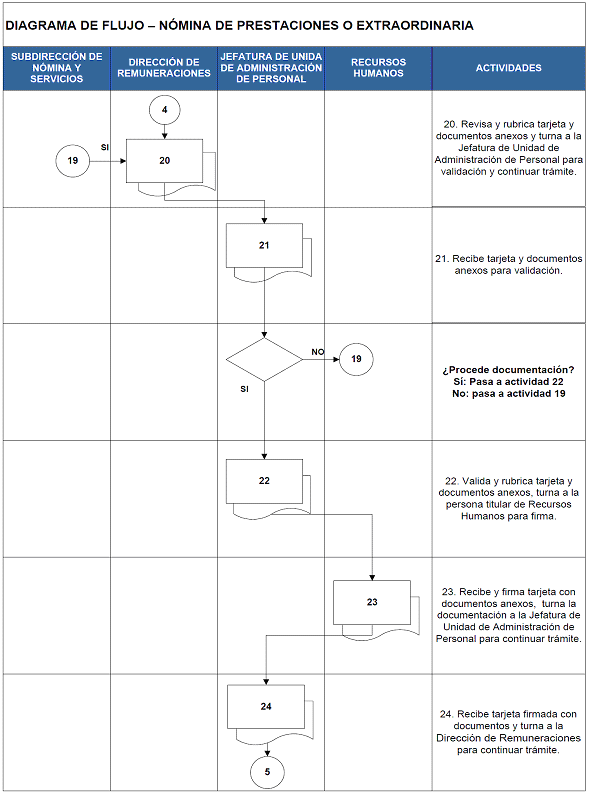 DIAGRAMA DE FLUJO – NÓMINA DE PRESTACIONES O EXTRAORDINARIA
SUBDIRECCIÓN DE
NÓMINA Y
SERVICIOS
DIRECCIÓN DE
REMUNERACIONES
JEFATURA DE UNIDA
DE ADMINISTRACIÓN
DE PERSONAL
RECURSOS
HUMANOS
ACTIVIDADES
4
19
SI
20
20. Revisa y rubrica tarjeta y
documentos anexos y turna a la
Jefatura de Unidad de
Administración de Personal para
validación y continuar trámite.
21
21. Recibe tarjeta y documentos
anexos para validación.
NO
19
SI
¿Procede documentación?
Sí: Pasa a actividad 22
No: pasa a actividad 19
22
22. Valida y rubrica tarjeta y
documentos anexos, turna a la
persona titular de Recursos
Humanos para firma.
23
23. Recibe y firma tarjeta con
documentos anexos, turna la
documentación a la Jefatura de
Unidad de Administración de
Personal para continuar trámite.
24
24. Recibe tarjeta firmada con
documentos y turna a la
Dirección de Remuneraciones
para continuar trámite.
5